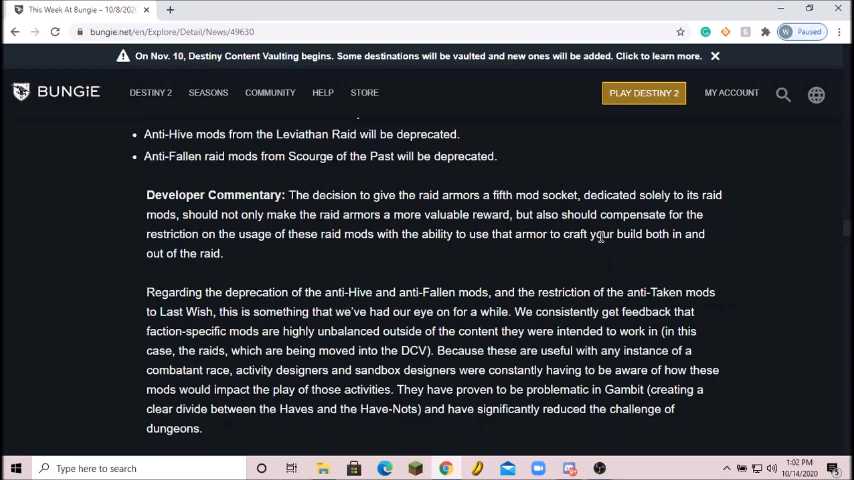 This Week At Bungie – 10/8/2020
bungie.net/en/Explore/Detail/News/49630
Paused
On Nov. 10, Destiny Content Vaulting begins. Some destinations will be vaulted and new ones will be added. Click to learn more.
BUNGiE
DESTINY 2
SEASONS
COMMUNITY
HELP
STORE
PLAY DESTINY 2
MY ACCOUNT
• Anti-Hive mods from the Leviathan Raid will be deprecated.
• Anti-Fallen raid mods from Scourge of the Past will be deprecated.
Developer Commentary: The decision to give the raid armors a fifth mod socket, dedicated solely to its raid
mods, should not only make the raid armors a more valuable reward, but also should compensate for the
restriction on the usage of these raid mods with the ability to use that armor to craft your build both in and
out of the raid.
Regarding the deprecation of the anti-Hive and anti-Fallen mods, and the restriction of the anti-Taken mods
to Last Wish, this is something that we've had our eye on for a while. We consistently get feedback that
faction-specific mods are highly unbalanced outside of the content they were intended to work in (in this
case, the raids, which are being moved into the DCV). Because these are useful with any instance of a
combatant race, activity designers and sandbox designers were constantly having to be aware of how these
mods would impact the play of those activities. They have proven to be problematic in Gambit (creating a
clear divide between the Haves and the Have-Nots) and have significantly reduced the challenge of
dungeons.
Type here to search
1:02 PM
10/14/2020